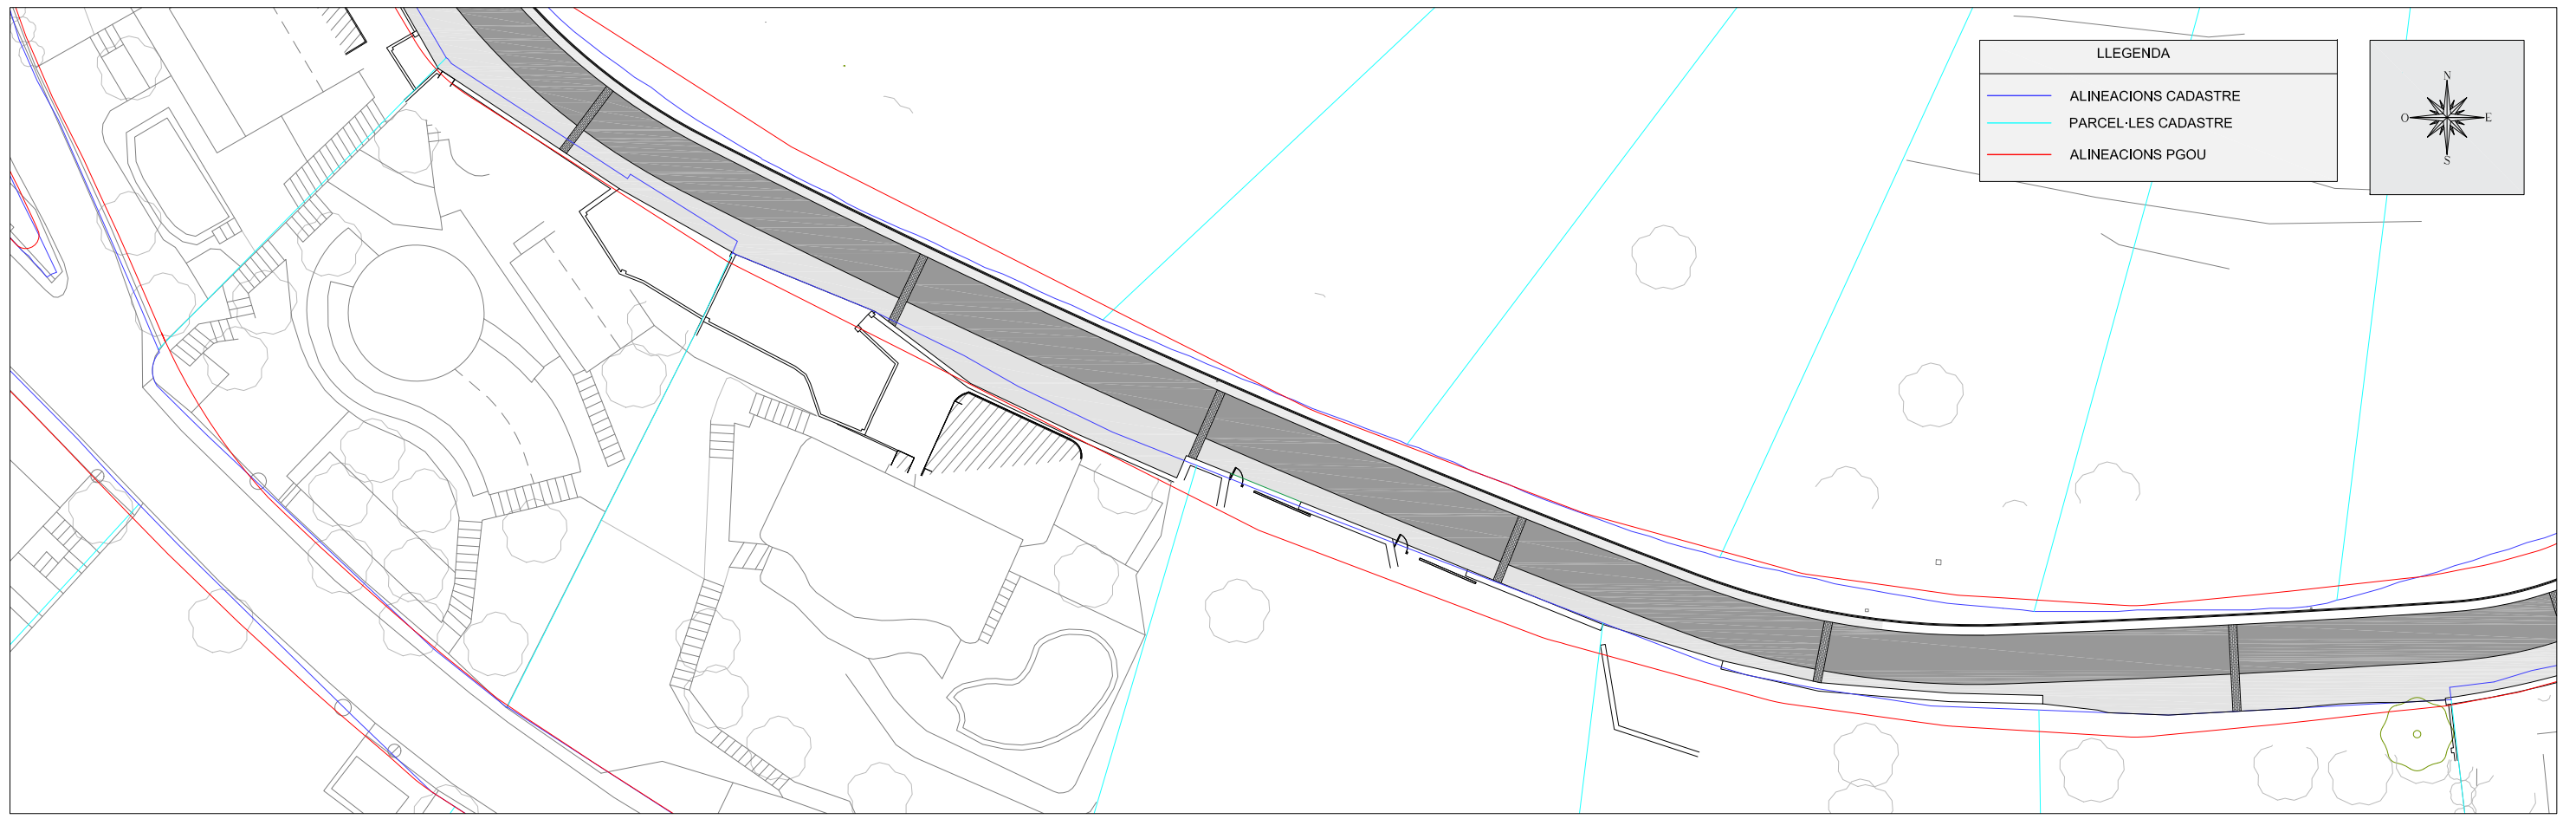 LLEGENDA
ALINEACIONS CADASTRE
PARCEL·LES CADASTRE
ALINEACIONS PGOU
N
O E
S